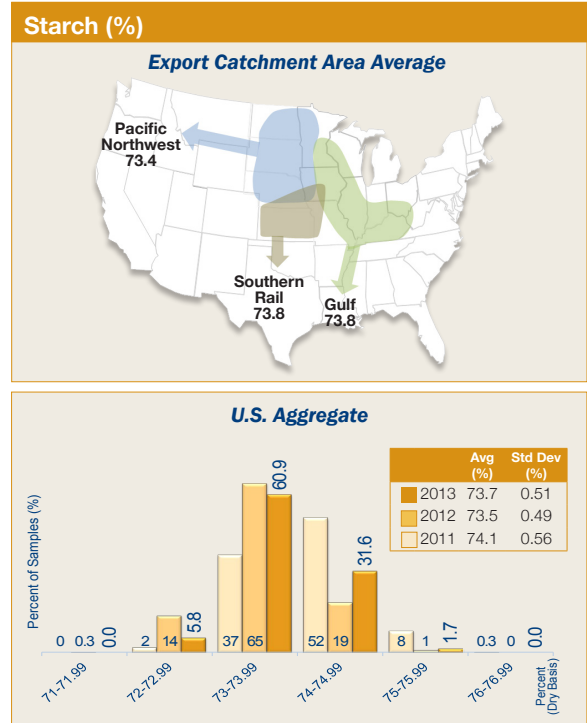 Starch (%)
Export Catchment Area Average
Pacific
Northwest
73.4
Southern
Rail
73.8
Gulf
73.8
U.S. Aggregate
Avg
(%)
Std Dev
(%)
2013 73.7 0.51
2012 73.5 0.49
2011 74.1 0.56
Percent of Samples (%)
0 0.3 0.0
2 14 5.8
37 65 60.9
52 19 31.6
8 1 1.7
0.3 0 0.0
71-71.99
72-72.99
73-73.99
74-74.99
75-75.99
76-76.99
Percent
(Dry Basis)